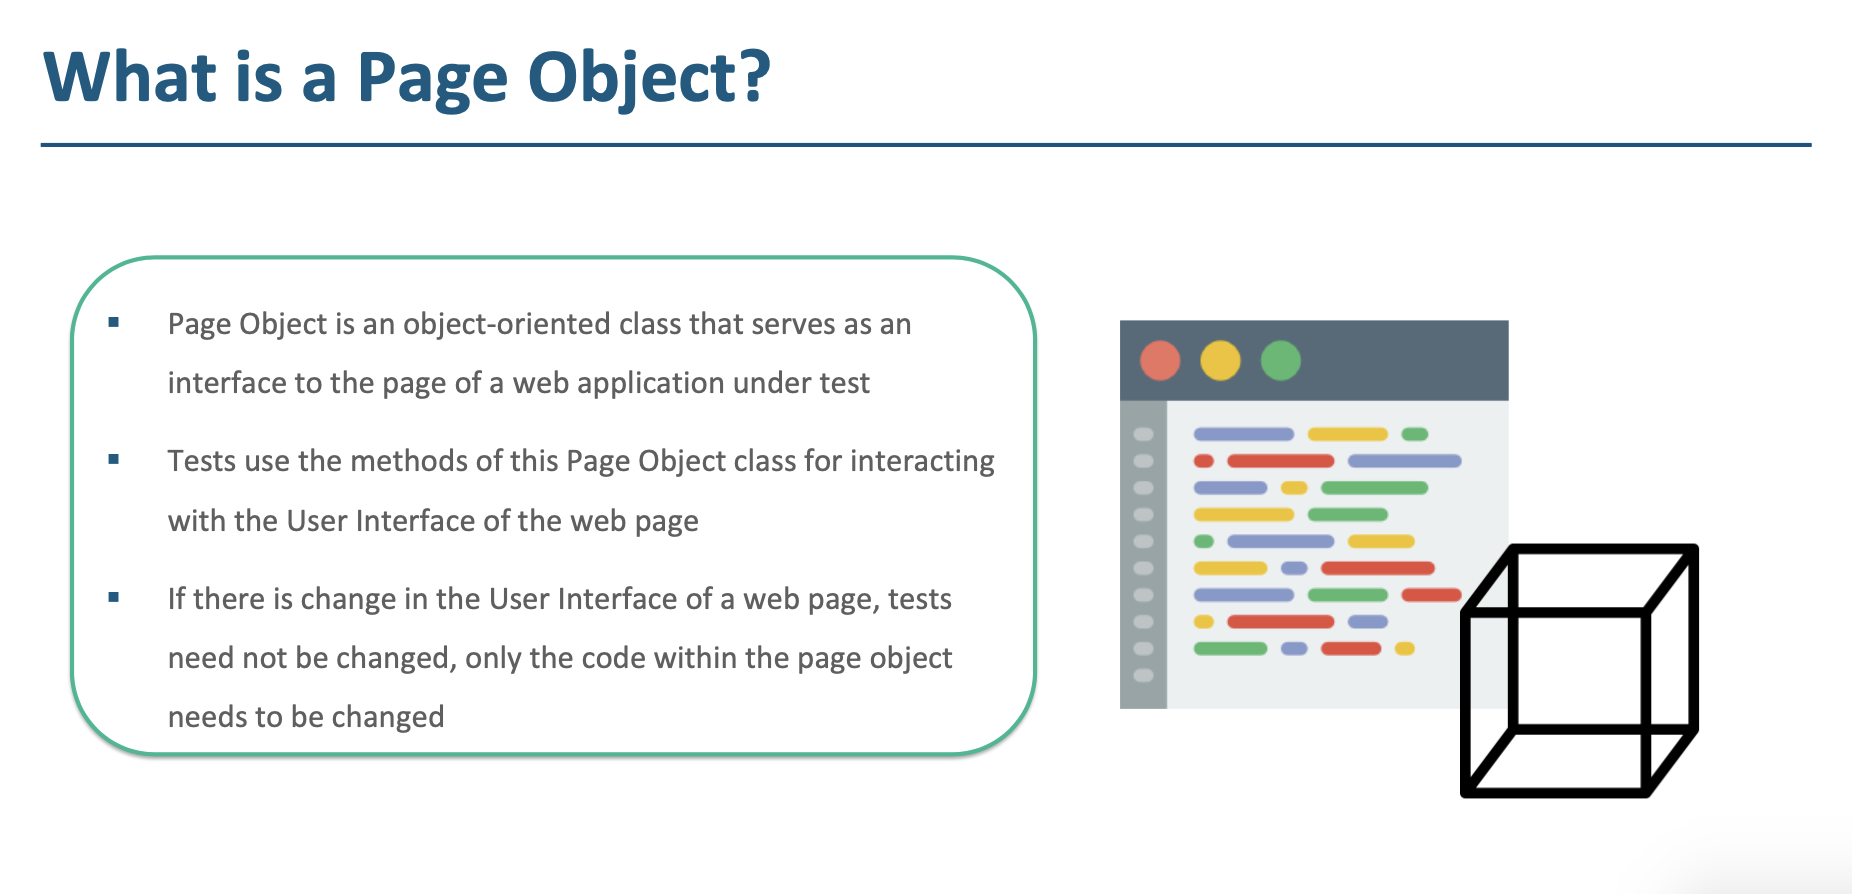 What is a Page Object?
▪ Page Object is an object-oriented class that serves as an
interface to the page of a web application under test
▪ Tests use the methods of this Page Object class for interacting
with the User Interface of the web page
▪ If there is change in the User Interface of a web page, tests
need not be changed, only the code within the page object
needs to be changed